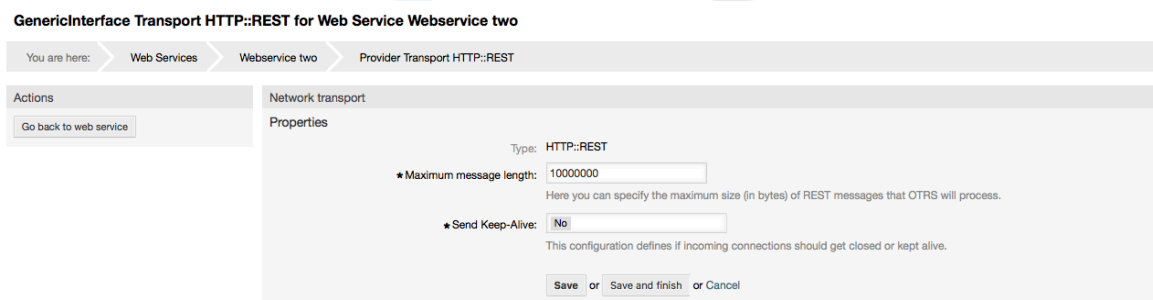 GenericInterface Transport HTTP::REST for Web Service Webservice two
You are here: Web Services Webservice two Provider Transport HTTP::REST
Actions
Go back to web service
Network transport
Properties
Type: HTTP::REST
★ Maximum message length: 10000000
Here you can specify the maximum size (in bytes) of REST messages that OTRS will process.
★ Send Keep-Alive: No
This configuration defines if incoming connections should get closed or kept alive.
Save or Save and finish or Cancel